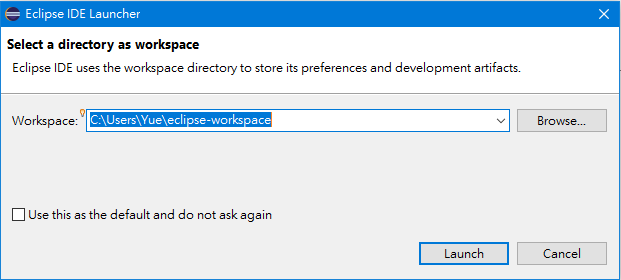 Eclipse IDE Launcher
Select a directory as workspace
Eclipse IDE uses the workspace directory to store its preferences and development artifacts.
Workspace: C:\Users\Yue\eclipse-workspace Browse...
Use this as the default and do not ask again
Launch Cancel